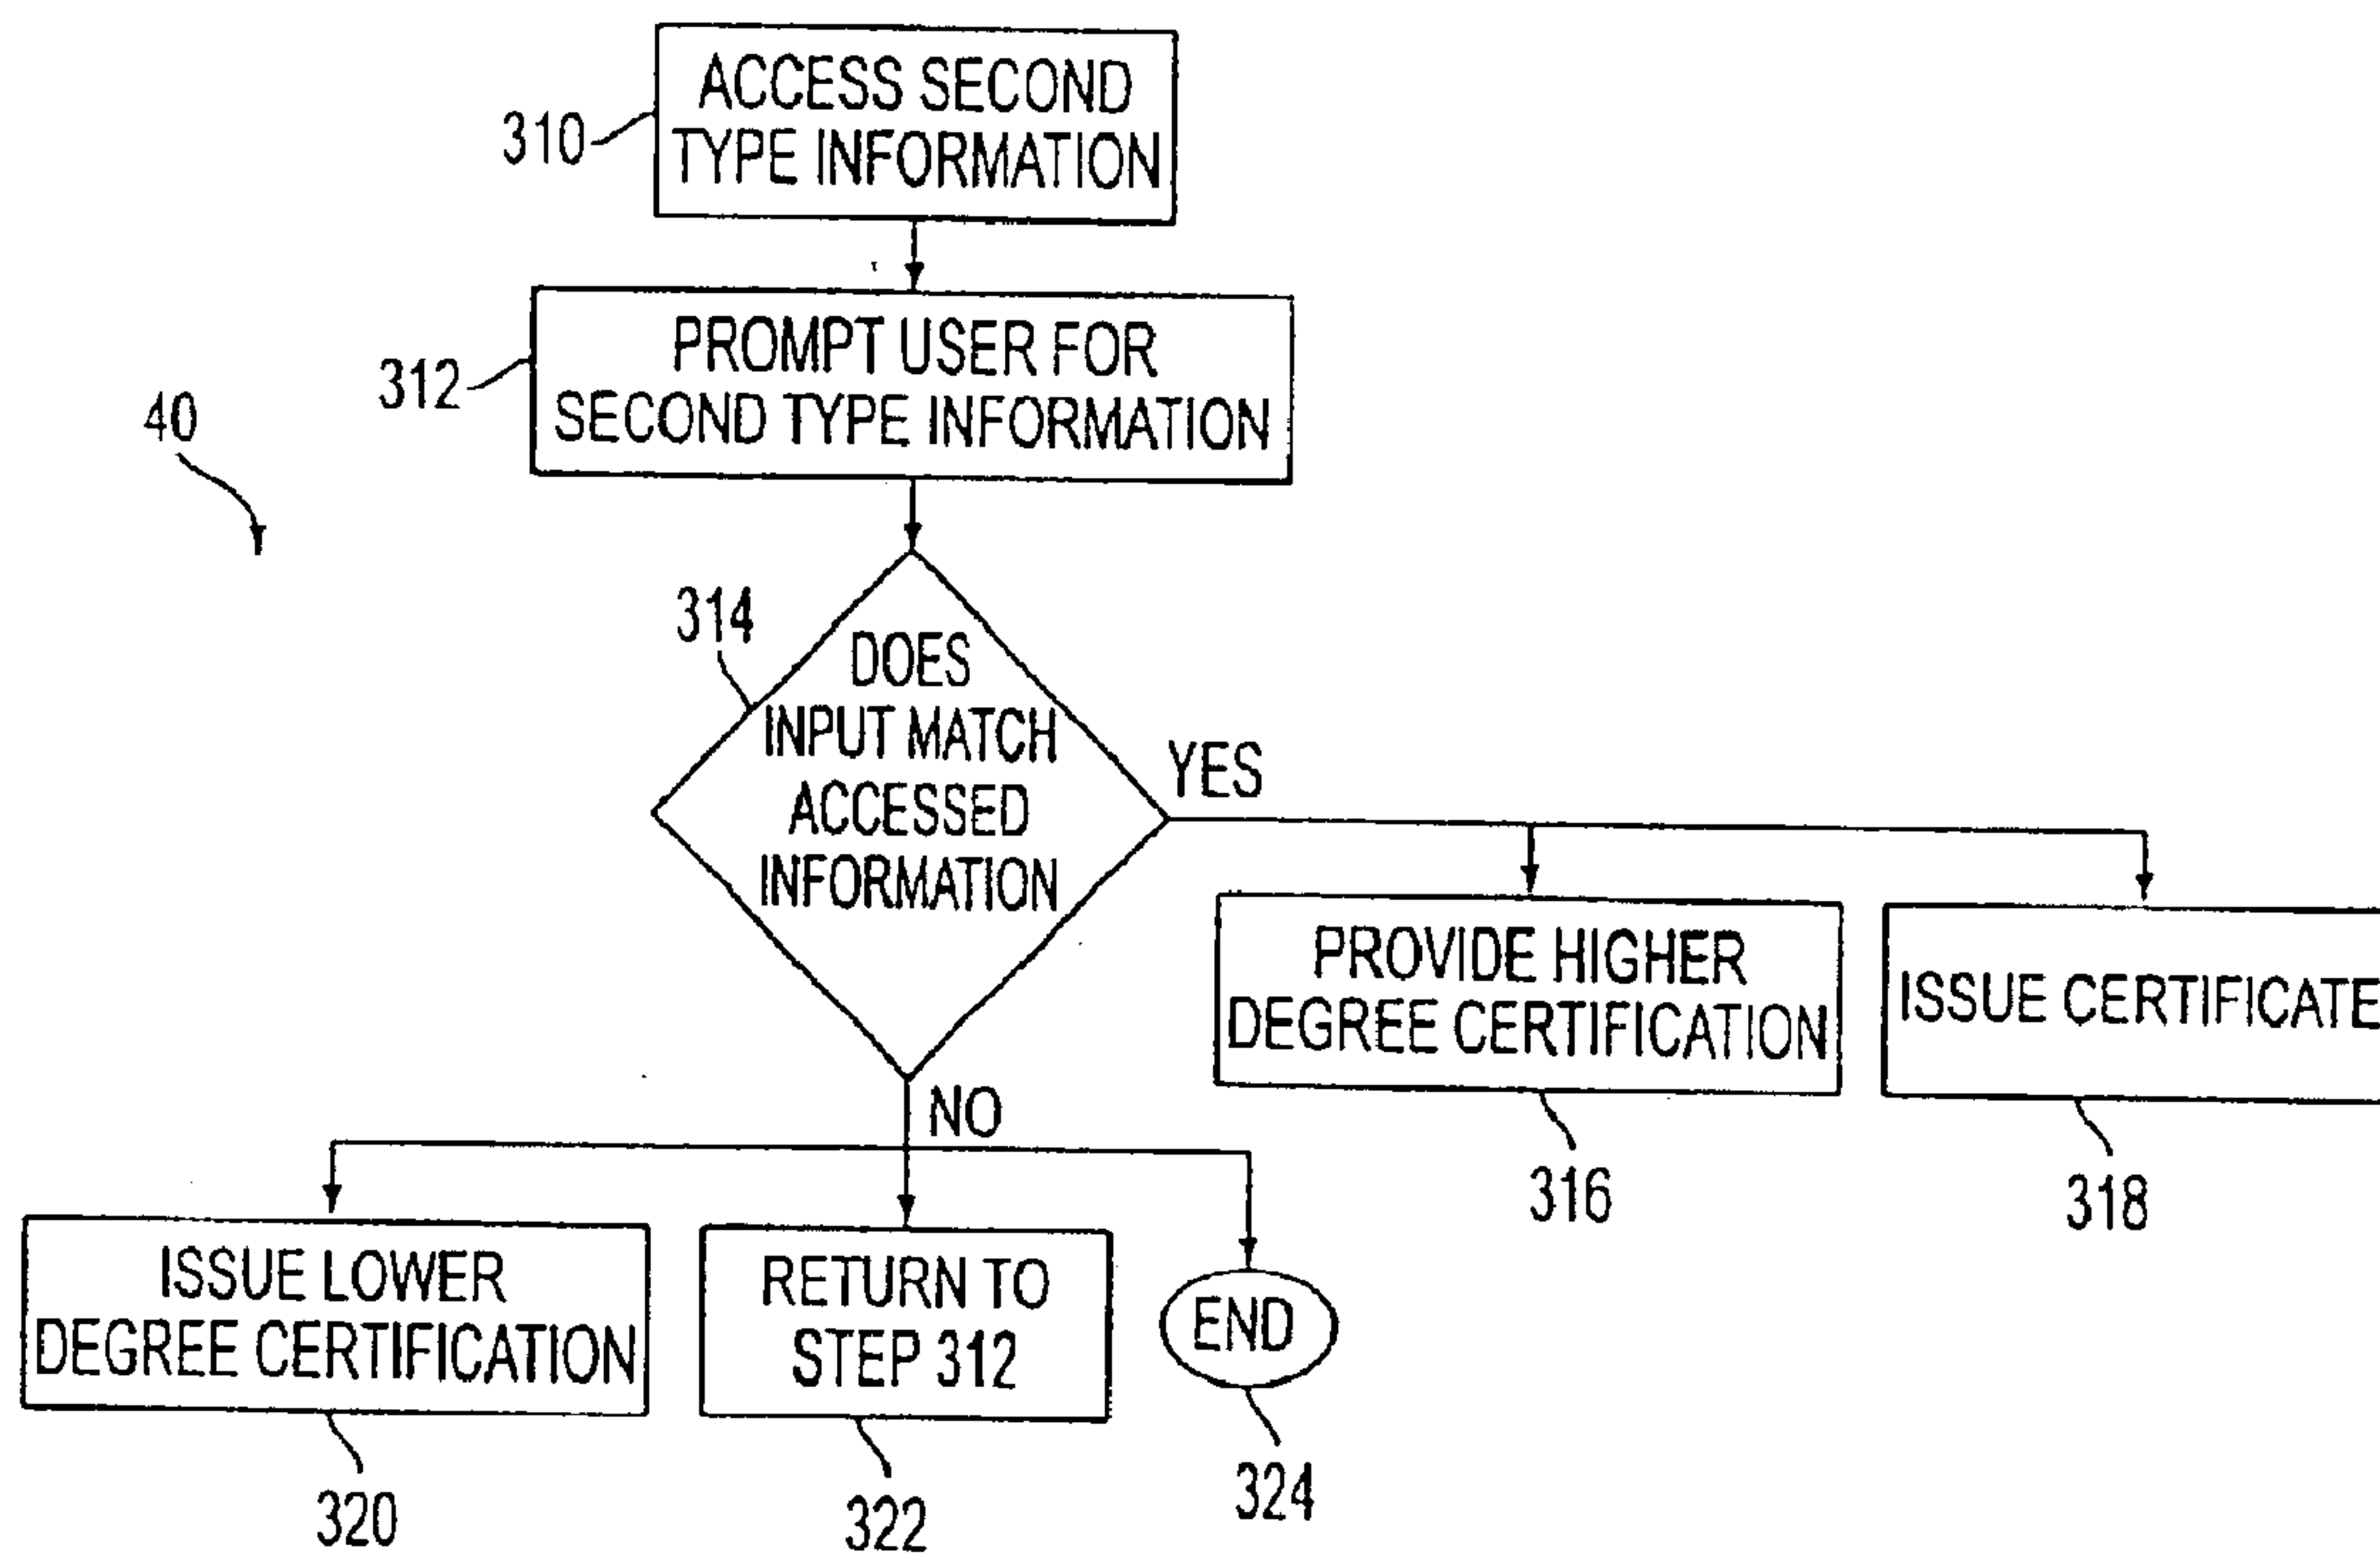 ACCESS SECOND
TYPE INFORMATION
310
PROMPT USER FOR
SECOND TYPE INFORMATION
312
40
314
DOES
INPUT MATCH
ACCESSED
INFORMATION
YES
PROVIDE HIGHER
DEGREE CERTIFICATION
316
ISSUE CERTIFICATE
318
NO
ISSUE LOWER
DEGREE CERTIFICATION
320
RETURN TO
STEP 312
322
END
324